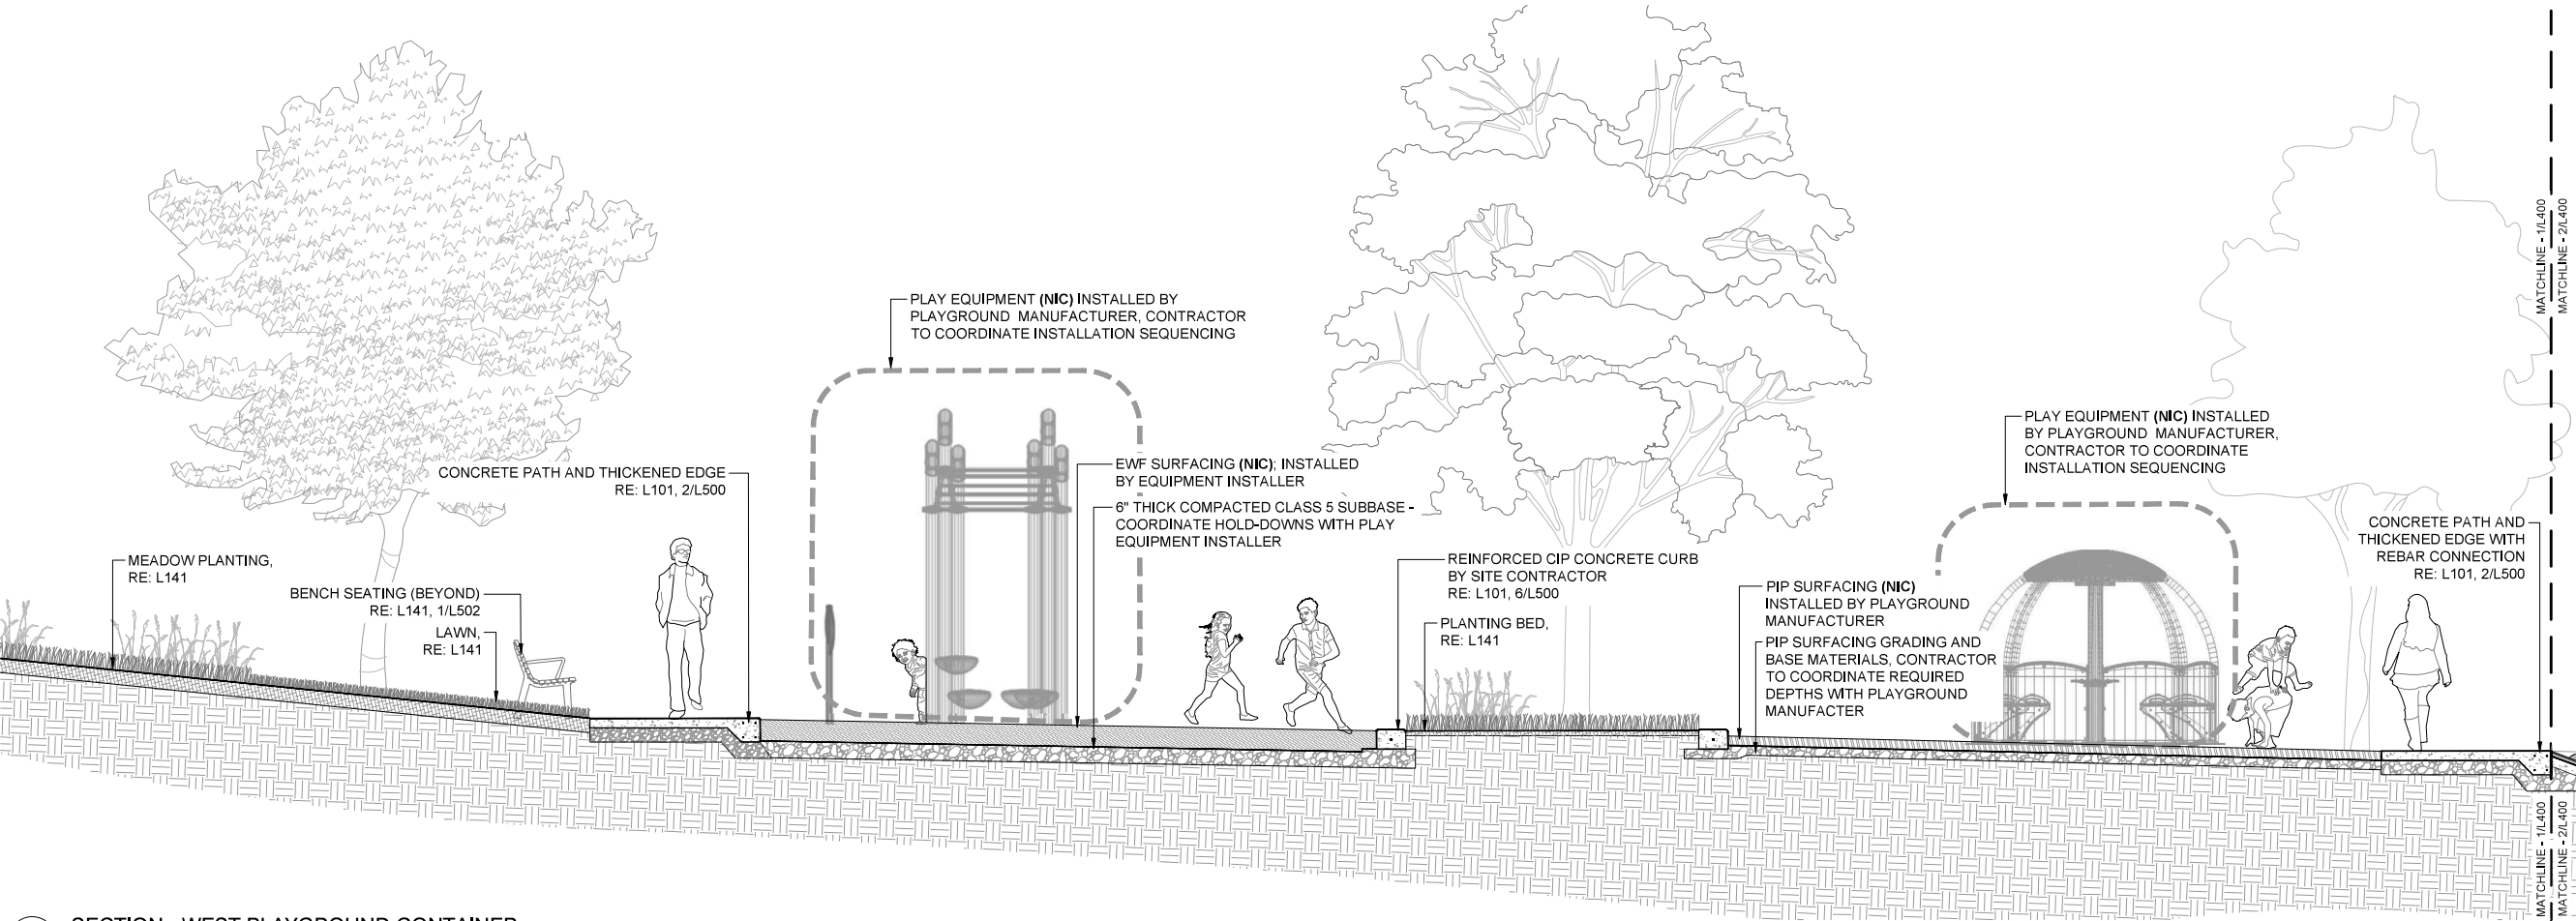 PLAY EQUIPMENT (NIC) INSTALLED BY
PLAYGROUND MANUFACTURER, CONTRACTOR
TO COORDINATE INSTALLATION SEQUENCING
CONCRETE PATH AND THICKENED EDGE
RE: L101, 2/L500
EWF SURFACING (NIC); INSTALLED
BY EQUIPMENT INSTALLER
6" THICK COMPACTED CLASS 5 SUBBASE -
COORDINATE HOLD-DOWNS WITH PLAY
EQUIPMENT INSTALLER
MEADOW PLANTING,
RE: L141
BENCH SEATING (BEYOND)
RE: L141, 1/L502
LAWN,
RE: L141
REINFORCED CIP CONCRETE CURB
BY SITE CONTRACTOR
RE: L101, 6/L500
PLANTING BED,
RE: L141
PLAY EQUIPMENT (NIC) INSTALLED
BY PLAYGROUND MANUFACTURER,
CONTRACTOR TO COORDINATE
INSTALLATION SEQUENCING
PIP SURFACING (NIC)
INSTALLED BY PLAYGROUND
MANUFACTURER
PIP SURFACING GRADING AND
BASE MATERIALS, CONTRACTOR
TO COORDINATE REQUIRED
DEPTHS WITH PLAYGROUND
MANUFACTER
CONCRETE PATH AND
THICKENED EDGE WITH
REBAR CONNECTION
RE: L101, 2/L500
MATCHLINE - 1/L400
MATCHLINE - 2/L400
MATCHLINE - 1/L400
MATCHLINE - 2/L400
SECTION - WEST PLAYGROUND CONTAINER